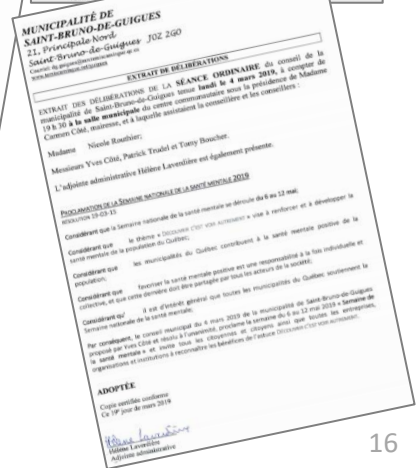 MUNICIPALITÉ DE
SAINT-BRUNO-DE-GUIGUES
21, Principale Nord
Saint-Bruno-de-Guigues J0Z 2G0
EXTRAIT DE DÉLIBÉRATIONS
EXTRAIT DES DÉLIBÉRATIONS DE LA SÉANCE ORDINAIRE du conseil de la
municipalité de Saint-Bruno-de-Guigues tenue lundi le 4 mars 2019, à compter de
19 h 30 à la salle municipale du centre communautaire sous la présidence de Madame
Carmen Côté, mairesse, et à laquelle assistaient la conseillère et les conseillers :
Madame Nicole Routhier;
Messieurs Yves Côté, Patrick Trudel et Tomy Boucher.
L'adjointe administrative Hélène Laverdière est également présente.
PROCLAMATION DE LA SEMAINE NATIONALE DE LA SANTÉ MENTALE 2019
RÉSOLUTION 19-03-15
Considérant que la Semaine nationale de la santé mentale se déroule du 6 au 12 mai;
Considérant que le thème « DÉCOUVRIR C'EST VOIR AUTREMENT » vise à renforcer et à développer la
santé mentale de la population du Québec;
Considérant que les municipalités du Québec contribuent à la santé mentale positive de la
population;
Considérant que favoriser la santé mentale positive est une responsabilité à la fois individuelle et
collective, et que cette dernière doit être partagée par tous les acteurs de la société;
Considérant qu' il est d'intérêt général que toutes les municipalités du Québec soutiennent la
Semaine nationale de la santé mentale;
Par conséquent, le conseil municipal du 4 mars 2019 de la municipalité de Saint-Bruno-de-Guigues
proposé par Yves Côté et résolu à l'unanimité, proclame la semaine du 6 au 12 mai 2019 « Semaine de
la santé mentale » et invite tous les citoyennes et citoyens ainsi que toutes les entreprises,
organisations et institutions à reconnaître les bénéfices de l'astuce DÉCOUVRIR C'EST VOIR AUTREMENT.
ADOPTÉE
Copie certifiée conforme
Ce 19e jour de mars 2019
Hélène Laverdière
Adjointe administrative
16